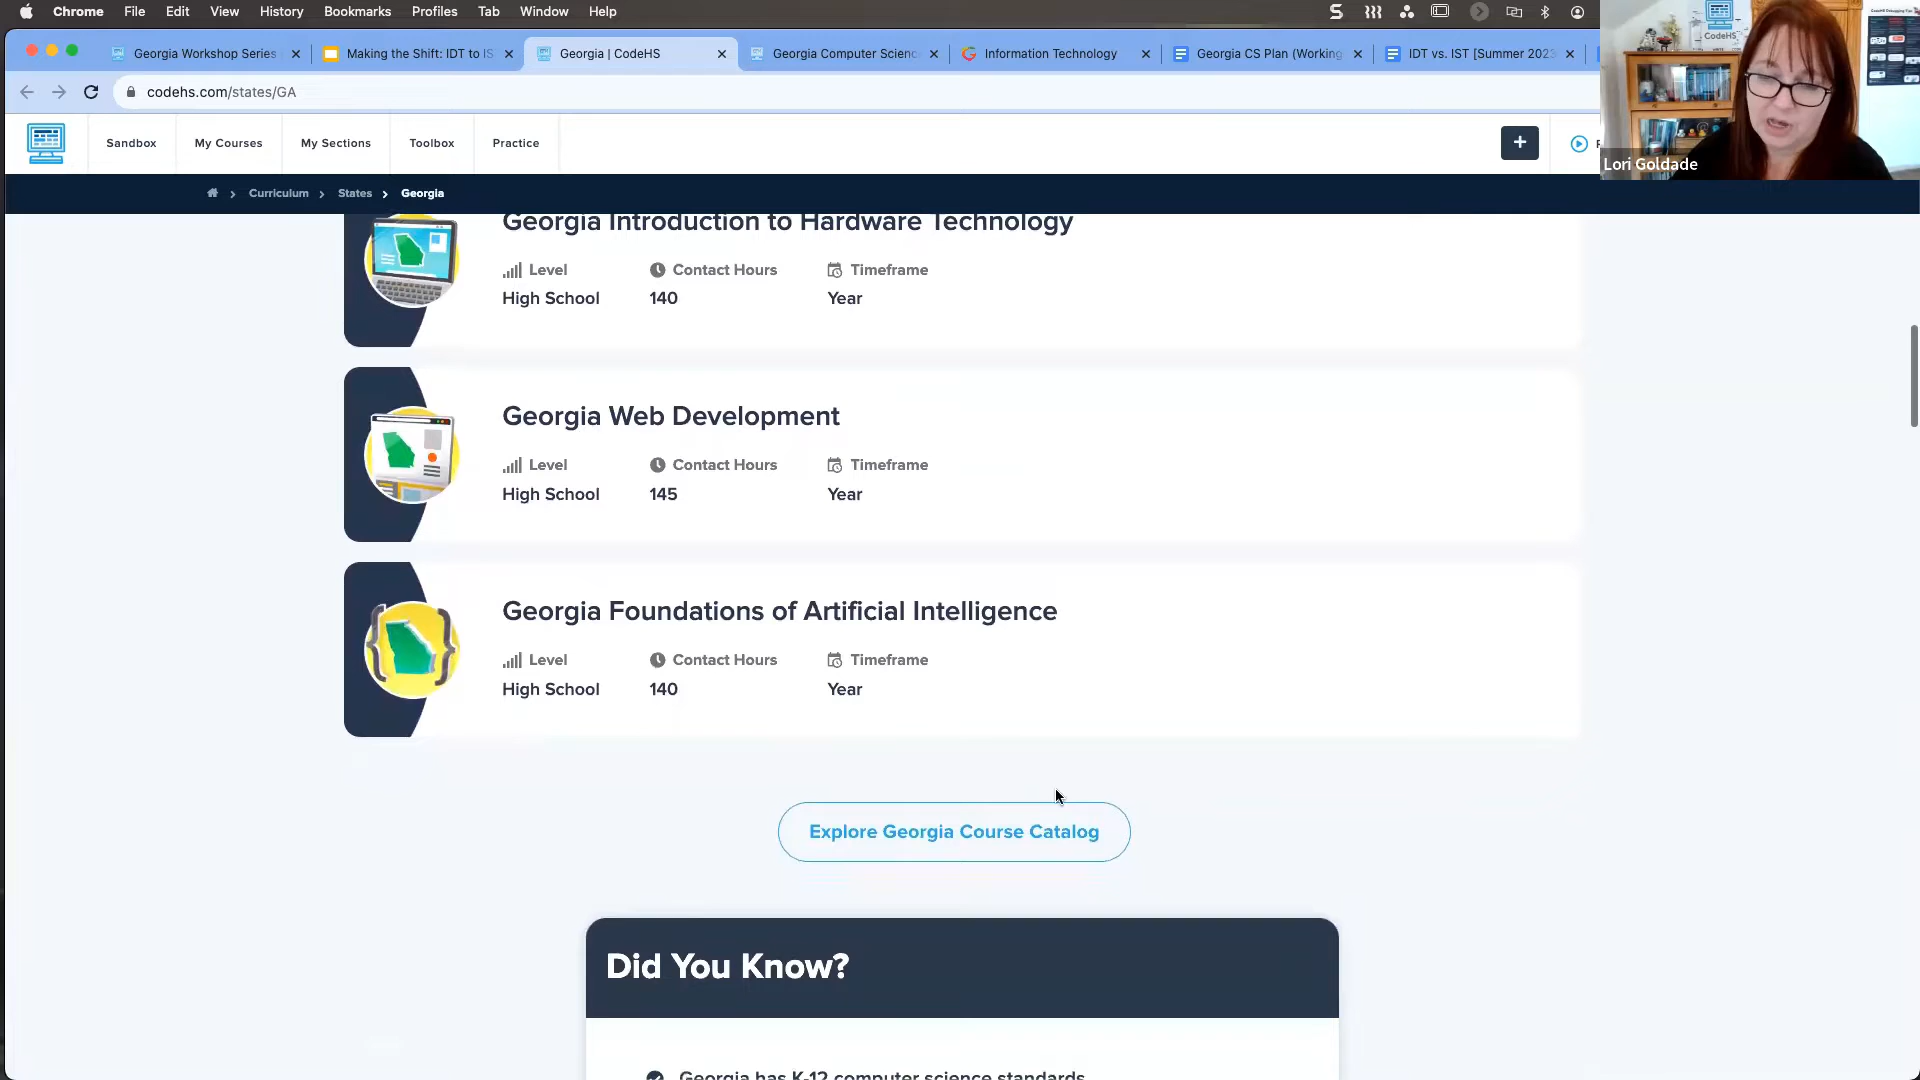 Chrome File Edit View History Bookmarks Profiles Tab Window Help
Georgia Workshop Series
Making the Shift: IDT to IS
Georgia | CodeHS
Georgia Computer Scienc
Information Technology
Georgia CS Plan (Working
IDT vs. IST [Summer 2023
codehs.com/states/GA
CodeHS
Lori Goldade
Sandbox
My Courses
My Sections
Toolbox
Practice
+
Curriculum > States > Georgia
Georgia Introduction to Hardware Technology
Level Contact Hours Timeframe
High School 140 Year
Georgia Web Development
Level Contact Hours Timeframe
High School 145 Year
Georgia Foundations of Artificial Intelligence
Level Contact Hours Timeframe
High School 140 Year
Explore Georgia Course Catalog
Did You Know?
Georgia has K-12 computer science standards